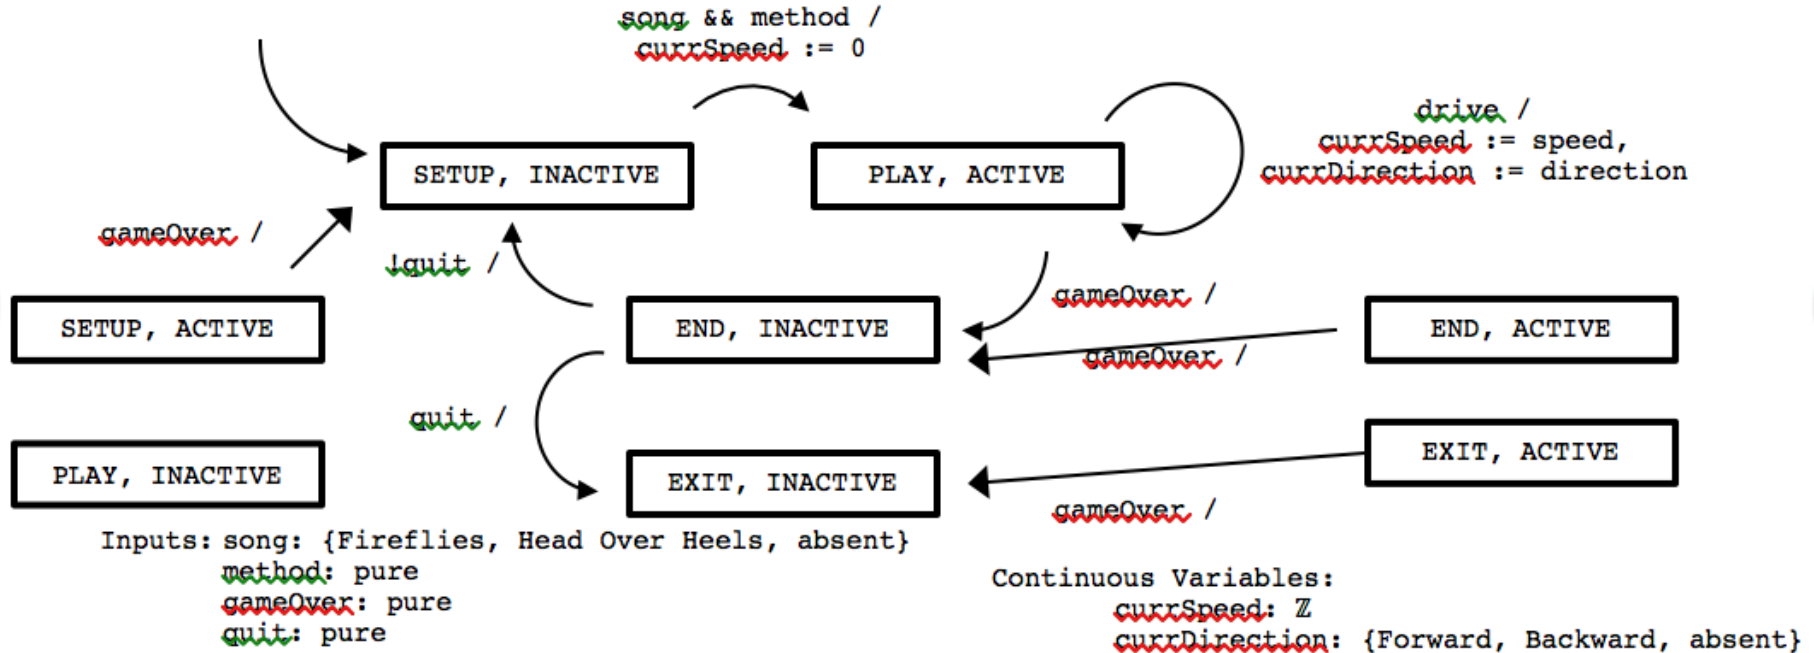 song && method /
currSpeed := 0
drive /
currSpeed := speed,
currDirection := direction
SETUP, INACTIVE
PLAY, ACTIVE
gameOver /
!quit /
gameOver /
SETUP, ACTIVE
END, INACTIVE
END, ACTIVE
gameOver /
quit /
EXIT, ACTIVE
PLAY, INACTIVE
EXIT, INACTIVE
gameOver /
Inputs: song: {Fireflies, Head Over Heels, absent}
method: pure
gameOver: pure
quit: pure
Continuous Variables:
currSpeed: ℤ
currDirection: {Forward, Backward, absent}